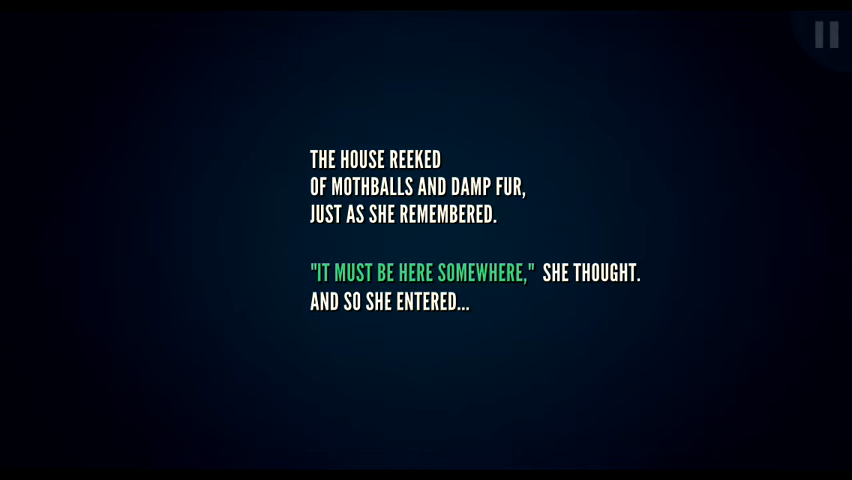 THE HOUSE REEKED
OF MOTHBALLS AND DAMP FUR,
JUST AS SHE REMEMBERED.
"IT MUST BE HERE SOMEWHERE," SHE THOUGHT.
AND SO SHE ENTERED...